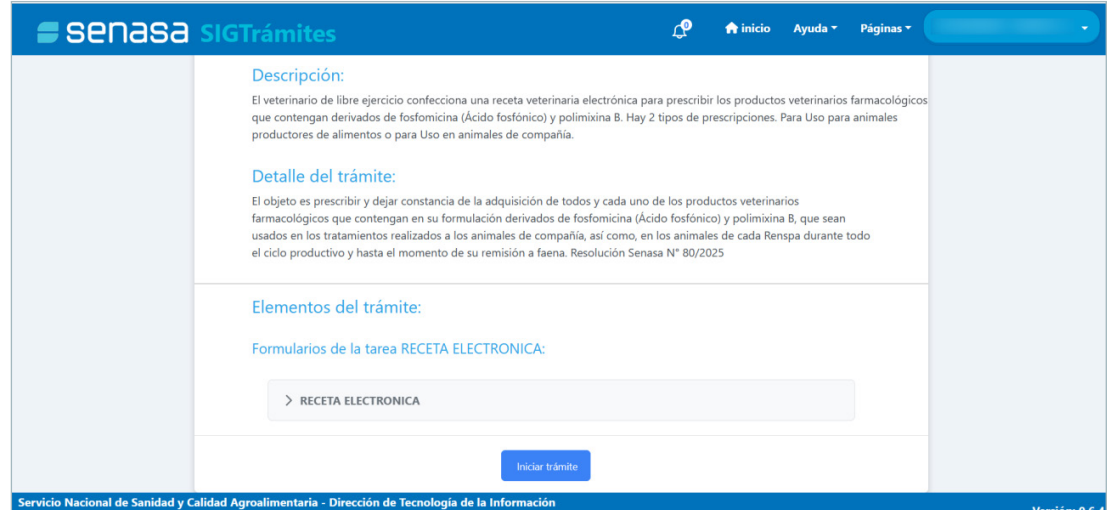 senasa SIGTrámites
0
inicio Ayuda Páginas
Descripción:
El veterinario de libre ejercicio confecciona una receta veterinaria electrónica para prescribir los productos veterinarios farmacológicos
que contengan derivados de fosfomicina (Ácido fosfónico) y polimixina B. Hay 2 tipos de prescripciones. Para Uso para animales
productores de alimentos o para Uso en animales de compañía.
Detalle del trámite:
El objeto es prescribir y dejar constancia de la adquisición de todos y cada uno de los productos veterinarios
farmacológicos que contengan en su formulación derivados de fosfomicina (Ácido fosfónico) y polimixina B, que sean
usados en los tratamientos realizados a los animales de compañía, así como, en los animales de cada Renspa durante todo
el ciclo productivo y hasta el momento de su remisión a faena. Resolución Senasa N° 80/2025
Elementos del trámite:
Formularios de la tarea RECETA ELECTRONICA:
RECETA ELECTRONICA
Iniciar trámite
Servicio Nacional de Sanidad y Calidad Agroalimentaria - Dirección de Tecnología de la Información